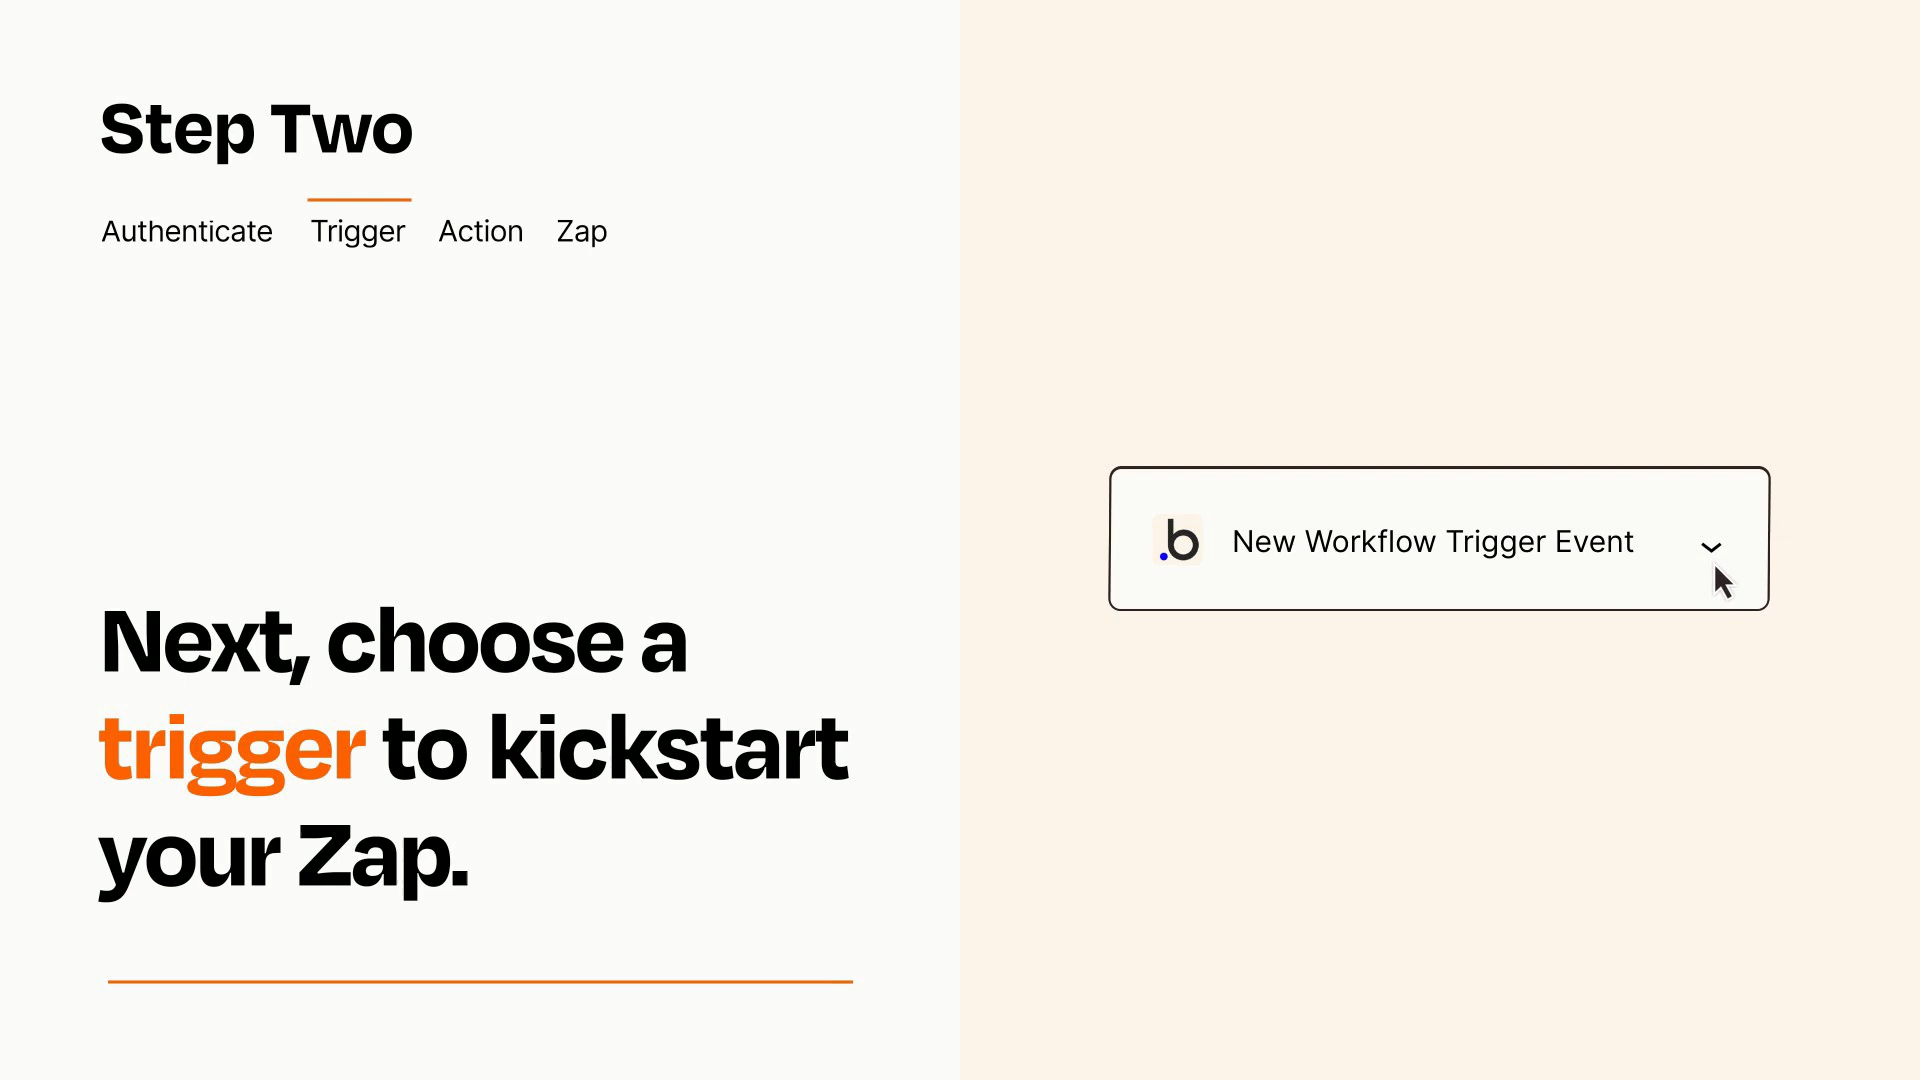 Step Two
Authenticate Trigger Action Zap
Next, choose a
trigger to kickstart
your Zap.
.b New Workflow Trigger Event